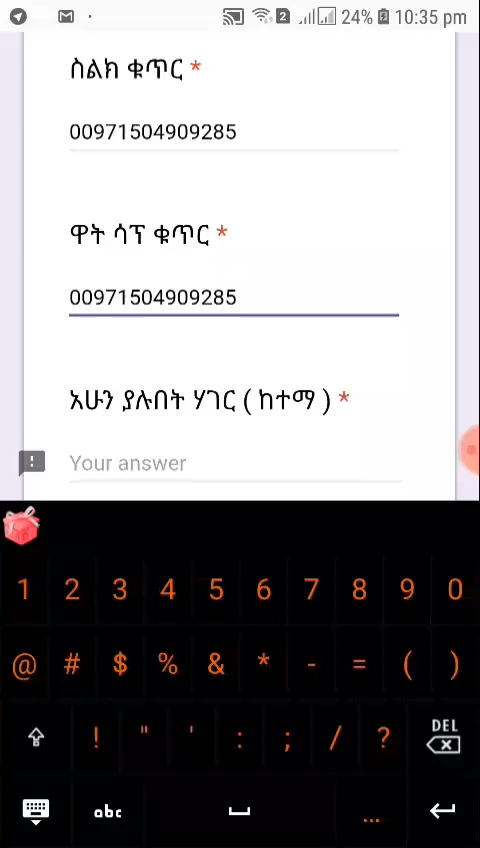 2 24% 10:35 pm
ስልክ ቁጥር *
00971504909285
ዋት ሳፕ ቁጥር *
00971504909285
አሁን ያሉበት ሃገር ( ከተማ ) *
Your answer
1 2 3 4 5 6 7 8 9 0
@ # $ % & * - = ( )
! " ' : ; / ? DEL
abc ...